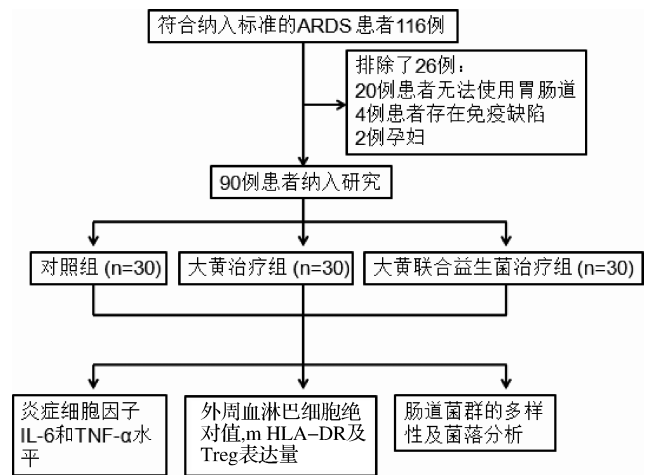 符合纳入标准的ARDS 患者116例
排除了26例：
20例患者无法使用胃肠道
4例患者存在免疫缺陷
2例孕妇
90例患者纳入研究
对照组 (n=30)
大黄治疗组 (n=30)
大黄联合益生菌治疗组 (n=30)
炎症细胞因子
IL-6和TNF-α水
平
外周血淋巴细胞绝
对值,m HLA-DR及
Treg表达量
肠道菌群的多样
性及菌落分析